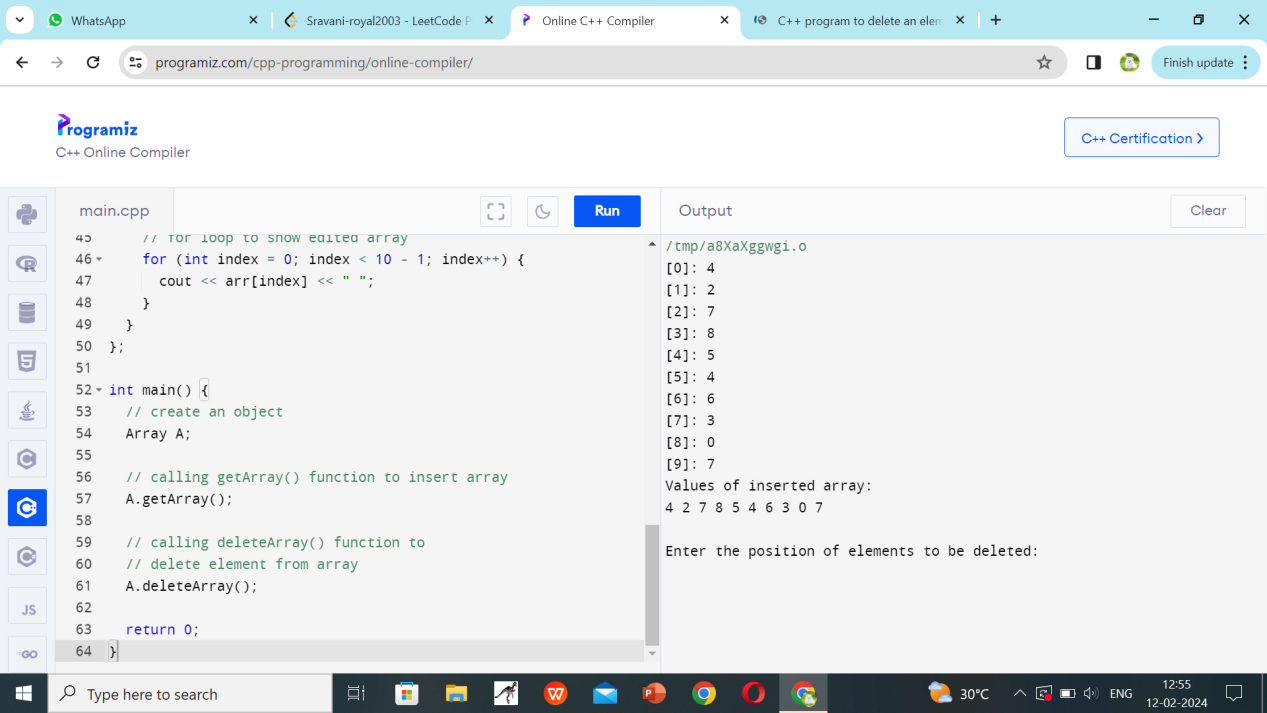 WhatsApp
Sravani-royal2003 - LeetCode P
Online C++ Compiler
C++ program to delete an elem
programiz.com/cpp-programming/online-compiler/
Finish update
Programiz
C++ Online Compiler
C++ Certification
main.cpp
Run
45 // for loop to show edited array
46 for (int index = 0; index < 10 - 1; index++) {
47 cout << arr[index] << " ";
48 }
49 }
50 };
51
52 int main() {
53 // create an object
54 Array A;
55
56 // calling getArray() function to insert array
57 A.getArray();
58
59 // calling deleteArray() function to
60 // delete element from array
61 A.deleteArray();
62
63 return 0;
64 }
JS
GO
Output
Clear
/tmp/a8XaXggwgi.o
[0]: 4
[1]: 2
[2]: 7
[3]: 8
[4]: 5
[5]: 4
[6]: 6
[7]: 3
[8]: 0
[9]: 7
Values of inserted array:
4 2 7 8 5 4 6 3 0 7
Enter the position of elements to be deleted:
Type here to search
30°C
ENG
12:55
12-02-2024